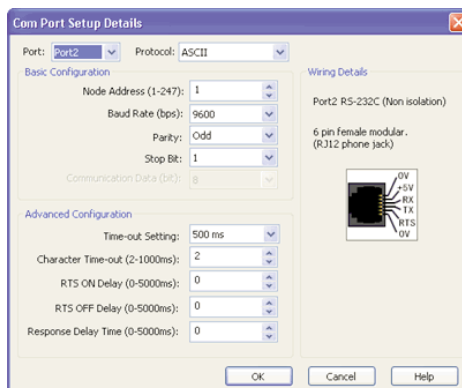 Com Port Setup Details
Port: Port2 Protocol: ASCII
Basic Configuration
Node Address (1-247): 1
Baud Rate (bps): 9600
Parity: Odd
Stop Bit: 1
Communication Data (bit): 8
Advanced Configuration
Time-out Setting: 500 ms
Character Time-out (2-1000ms): 2
RTS ON Delay (0-5000ms): 0
RTS OFF Delay (0-5000ms): 0
Response Delay Time (0-5000ms): 0
Wiring Details
Port2 RS-232C (Non isolation)
6 pin female modular.
(RJ12 phone jack)
0V
+5V
RX
TX
RTS
0V
OK Cancel Help